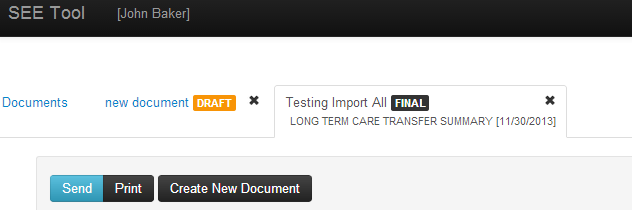 SEE Tool [John Baker]
Documents new document DRAFT ✖ Testing Import All FINAL ✖
LONG TERM CARE TRANSFER SUMMARY [11/30/2013]
Send Print Create New Document